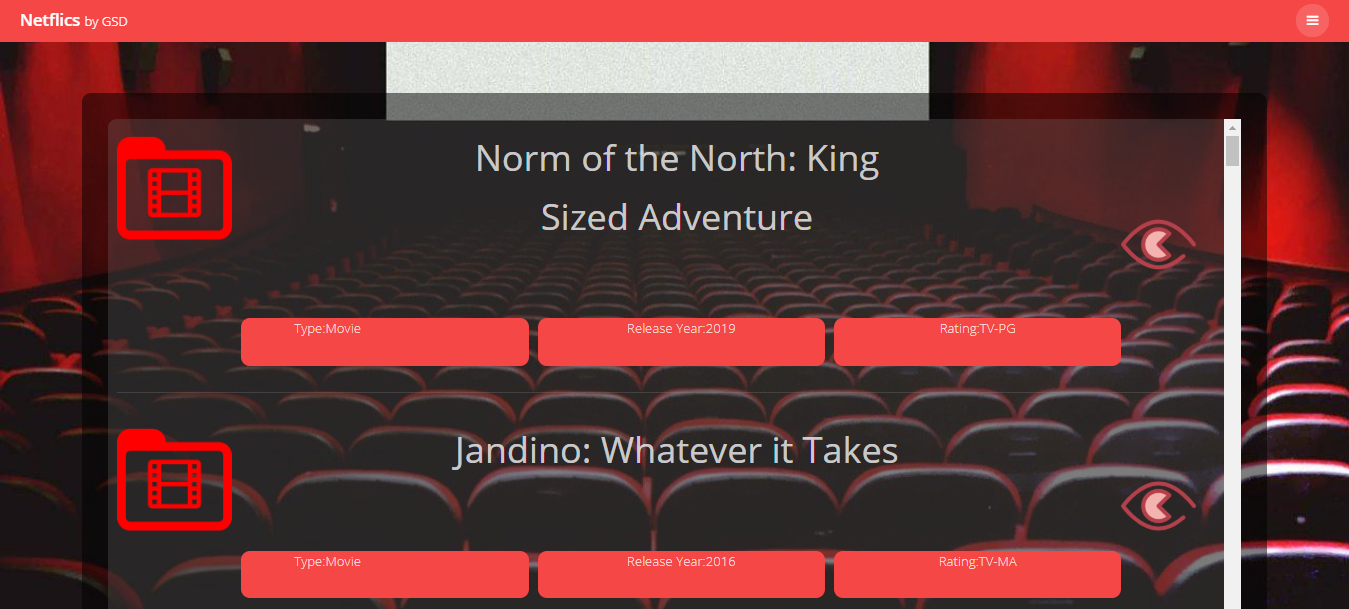 Netflics by GSD
Norm of the North: King
Sized Adventure
Type:Movie
Release Year:2019
Rating:TV-PG
Jandino: Whatever it Takes
Type:Movie
Release Year:2016
Rating:TV-MA